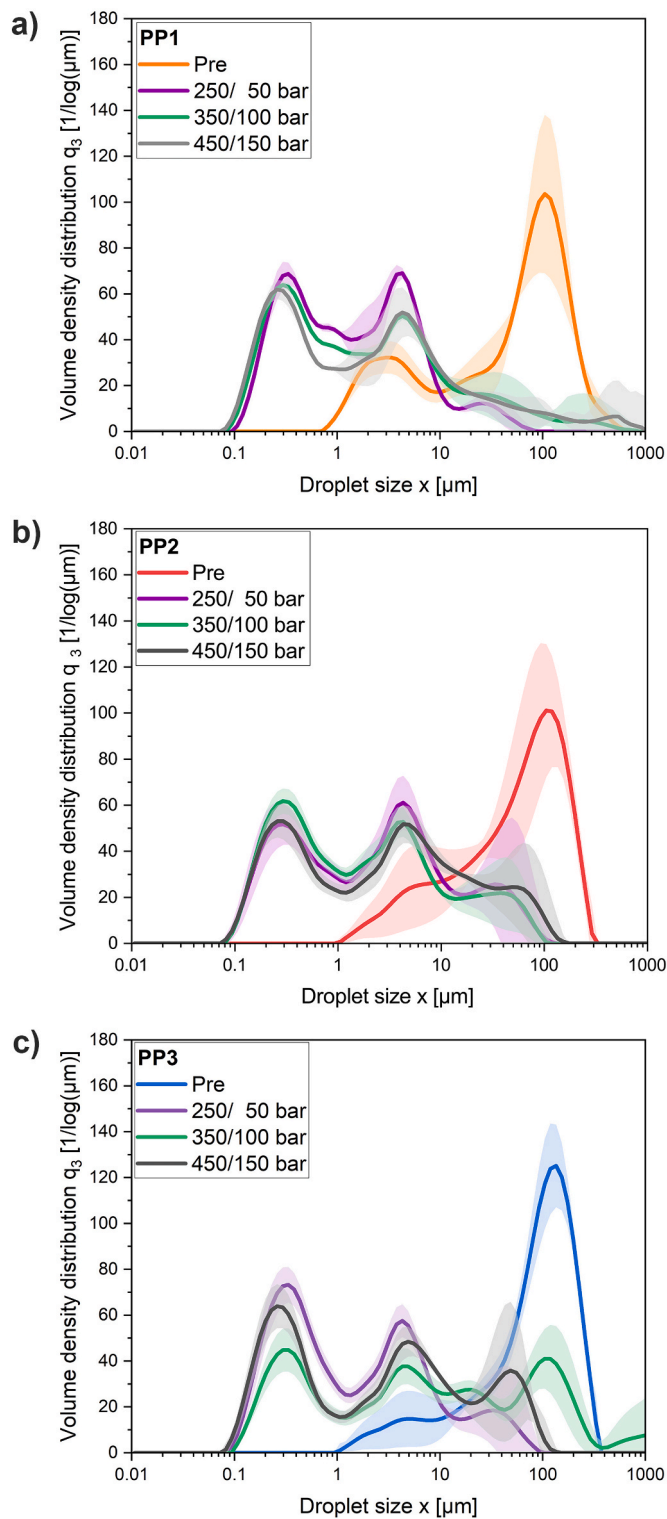 a)
PP1
Pre
250/ 50 bar
350/100 bar
450/150 bar
Volume density distribution q3 [1/log(µm)]
180
160
140
120
100
80
60
40
20
0
0.01 0.1 1 10 100 1000
Droplet size x [µm]
b)
PP2
Pre
250/ 50 bar
350/100 bar
450/150 bar
Volume density distribution q 3 [1/log(µm)]
180
160
140
120
100
80
60
40
20
0
0.01 0.1 1 10 100 1000
Droplet size x [µm]
c)
PP3
Pre
250/ 50 bar
350/100 bar
450/150 bar
Volume density distribution q3 [1/log(µm)]
180
160
140
120
100
80
60
40
20
0
0.01 0.1 1 10 100 1000
Droplet size x [µm]